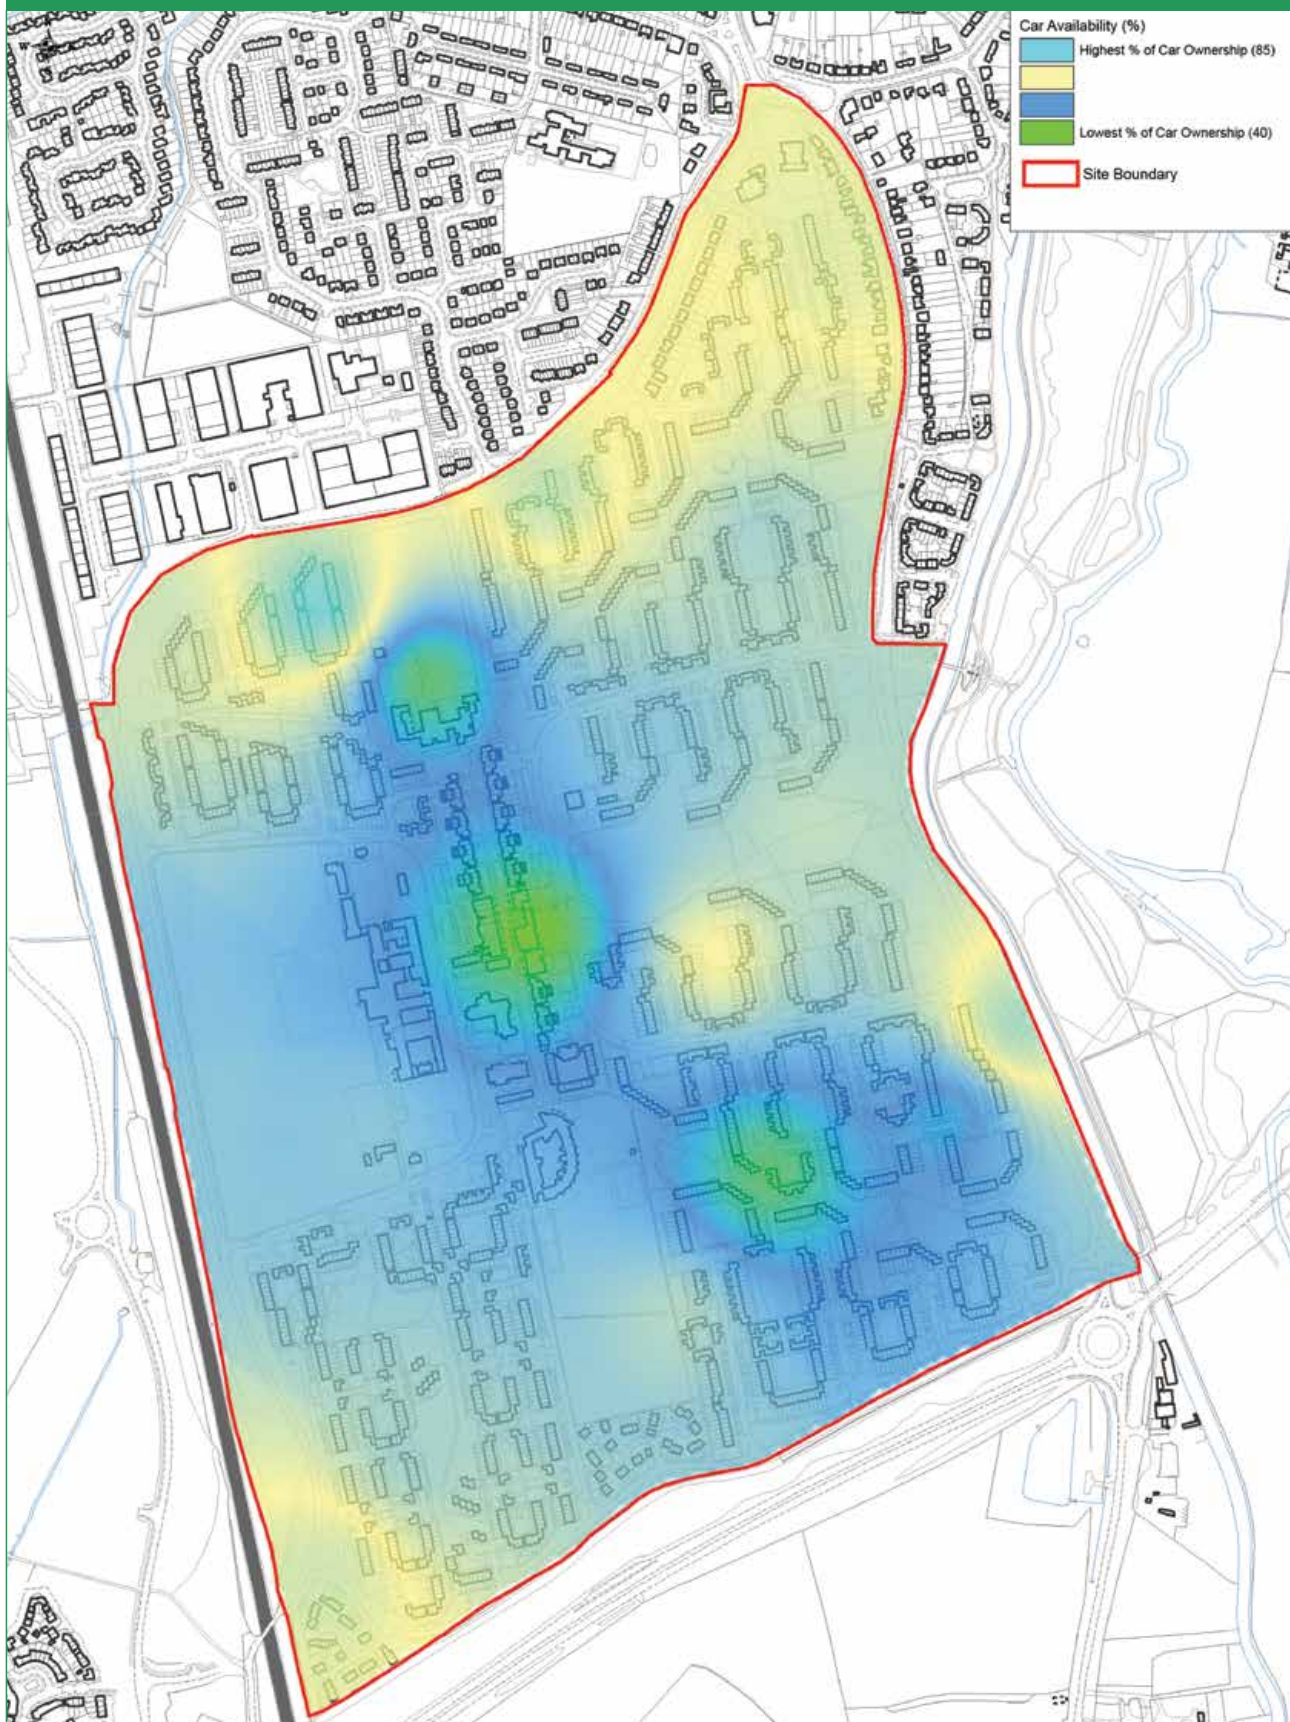 Car Availability (%)
Highest % of Car Ownership (85)
Lowest % of Car Ownership (40)
Site Boundary